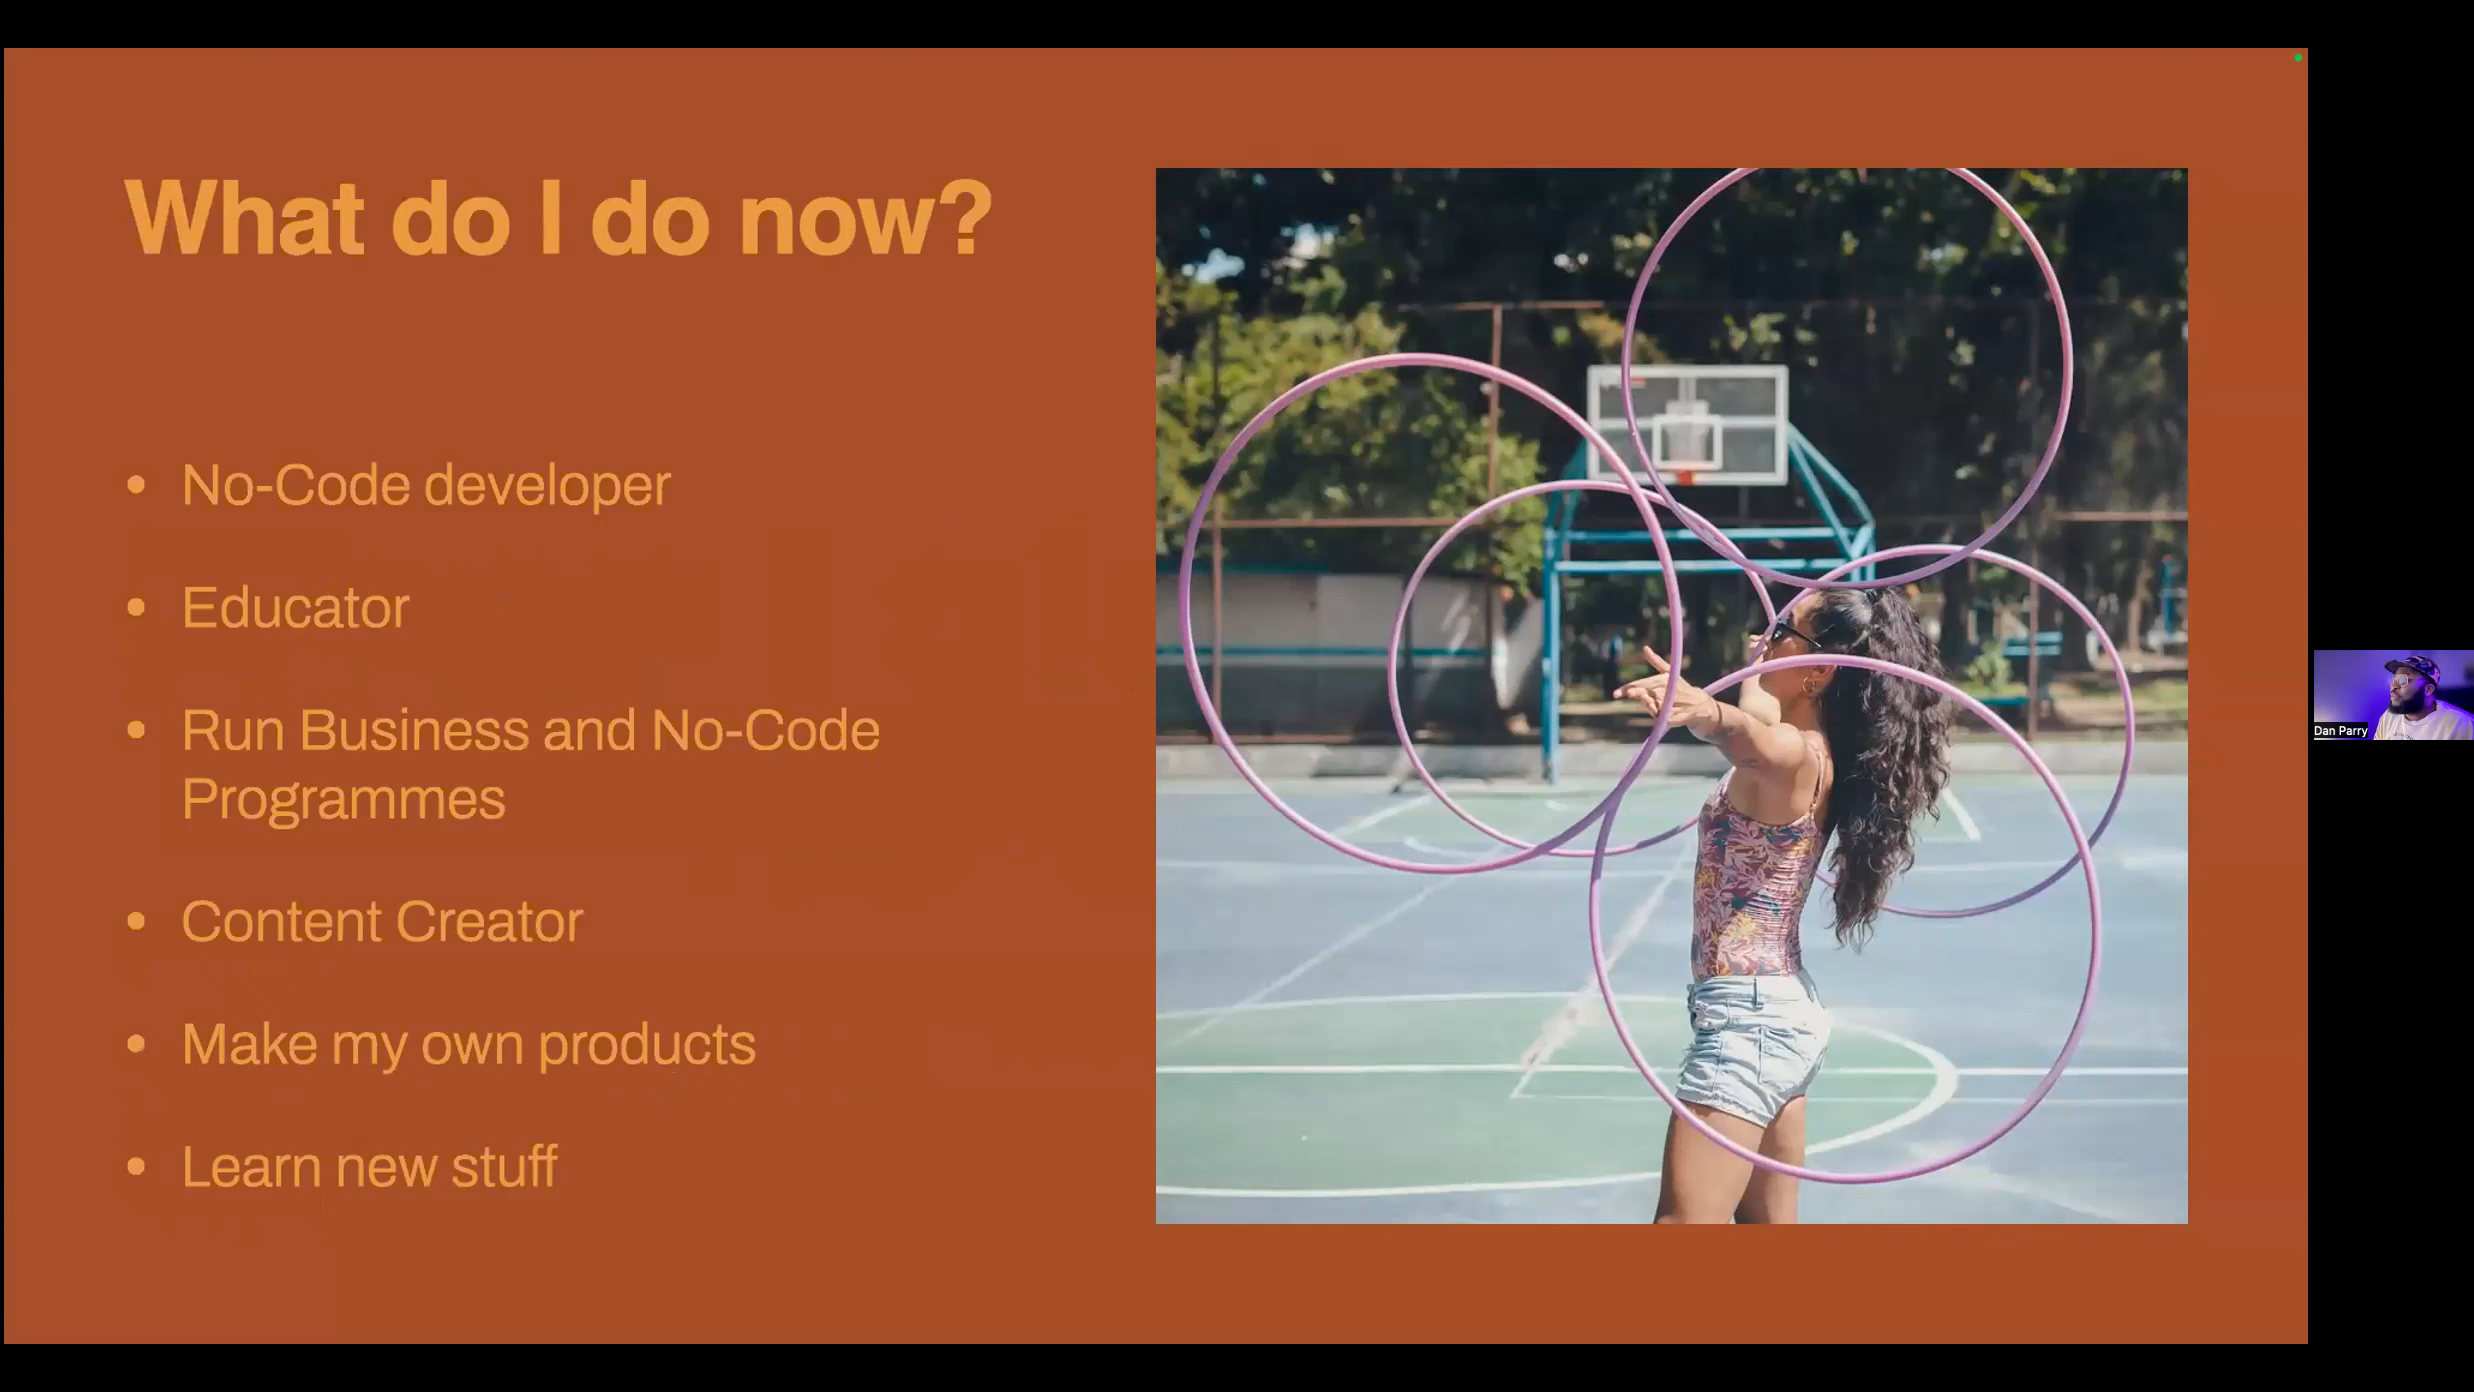 What do I do now?
• No-Code developer
• Educator
• Run Business and No-Code
Programmes
• Content Creator
• Make my own products
• Learn new stuff
Dan Parry